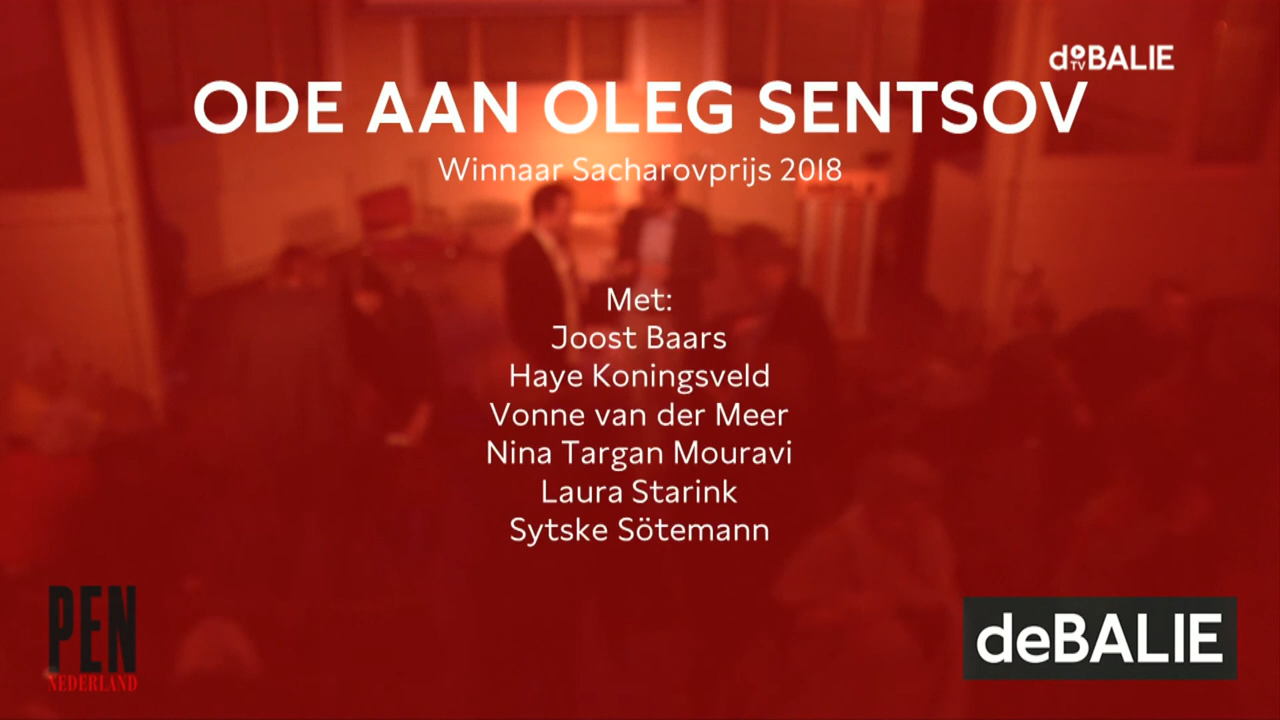 deBALIE
TV
ODE AAN OLEG SENTSOV
Winnaar Sacharovprijs 2018
Met:
Joost Baars
Haye Koningsveld
Vonne van der Meer
Nina Targan Mouravi
Laura Starink
Sytske Sötemann
PEN
NEDERLAND
deBALIE